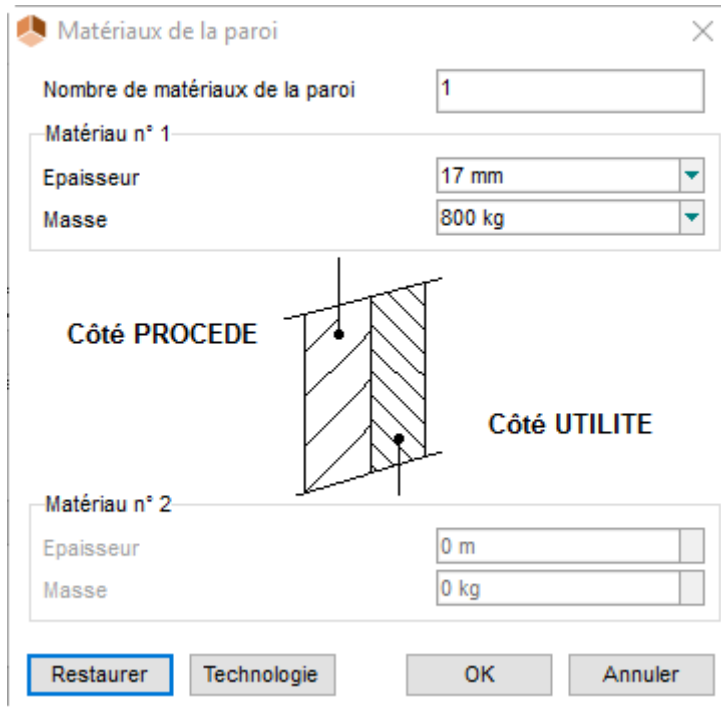 Matériaux de la paroi
Nombre de matériaux de la paroi 1
Matériau n° 1
Epaisseur 17 mm
Masse 800 kg
Côté PROCEDE
Côté UTILITE
Matériau n° 2
Epaisseur 0 m
Masse 0 kg
Restaurer Technologie OK Annuler